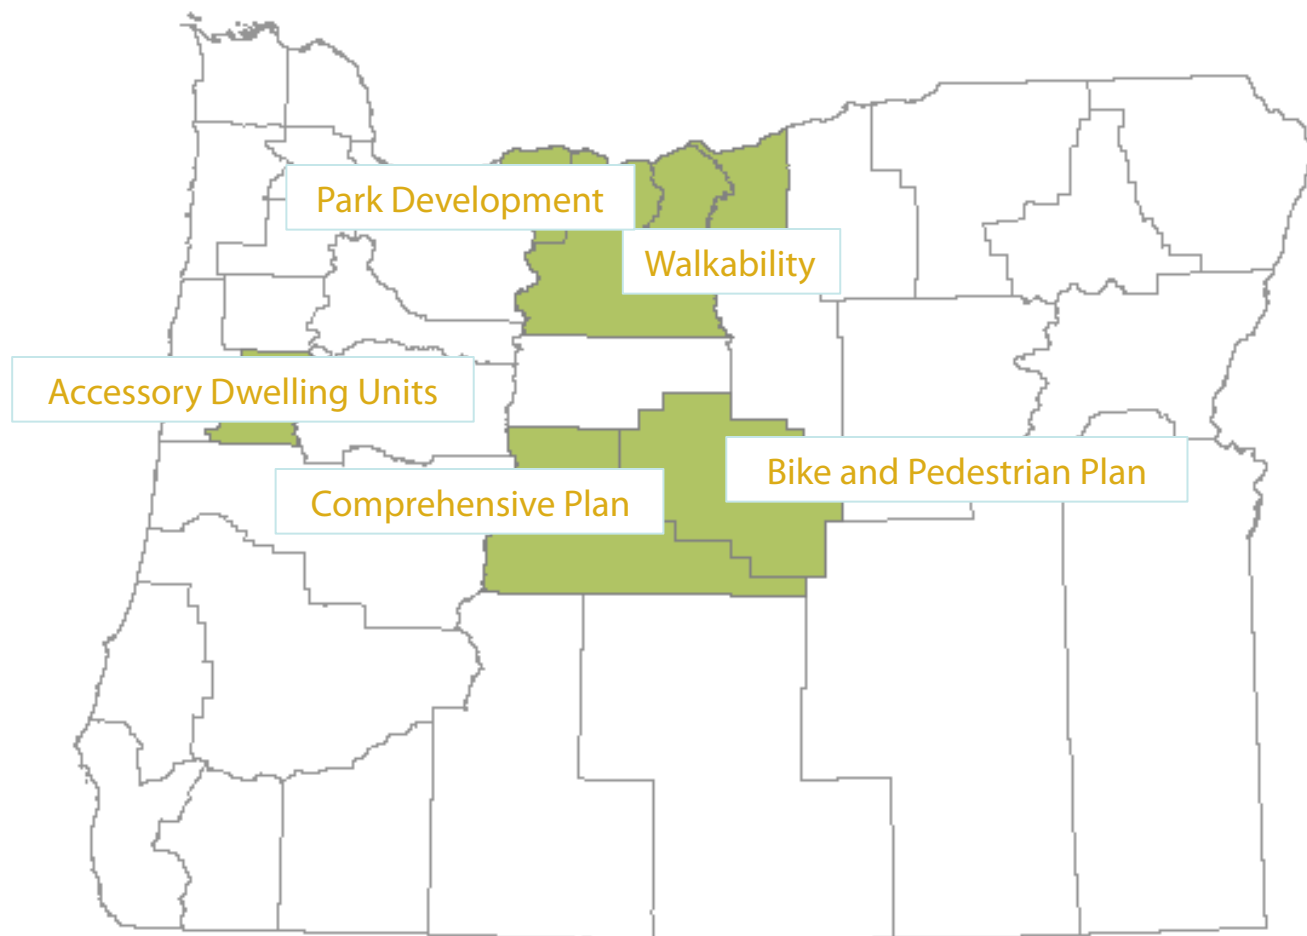 Park Development
Walkability
Accessory Dwelling Units
Bike and Pedestrian Plan
Comprehensive Plan